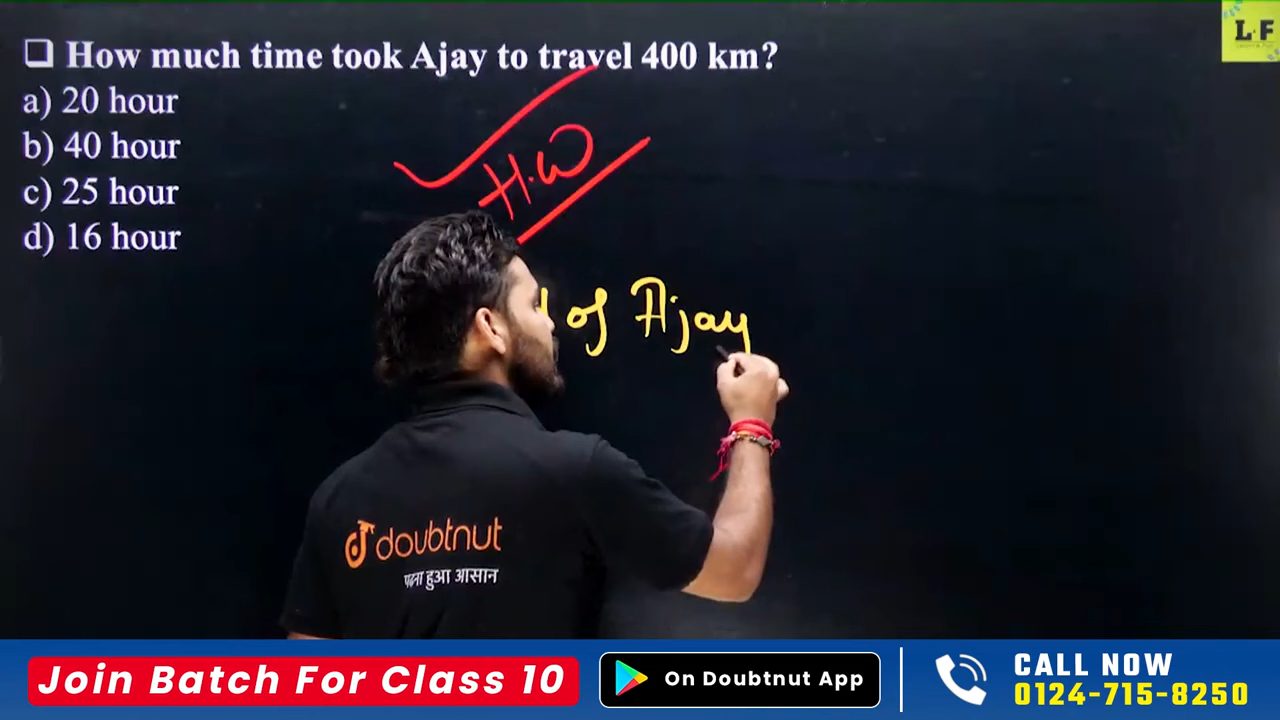 ❑ How much time took Ajay to travel 400 km?
L.F
a) 20 hour
b) 40 hour
c) 25 hour
d) 16 hour
H.W
of Ajay
doubtnut
पढ़ना हुआ आसान
Join Batch For Class 10
On Doubtnut App
CALL NOW
0124-715-8250